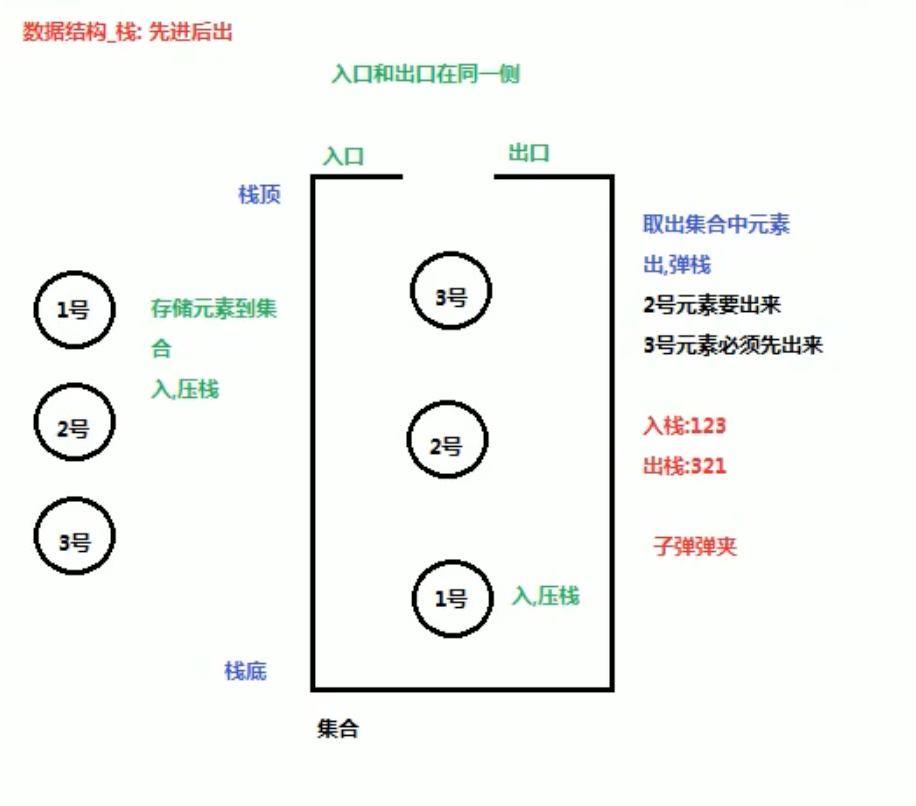 数据结构_栈: 先进后出
入口和出口在同一侧
入口
出口
栈顶
1号
2号
3号
存储元素到集
合
入,压栈
3号
2号
1号
入,压栈
栈底
集合
取出集合中元素
出,弹栈
2号元素要出来
3号元素必须先出来
入栈:123
出栈:321
子弹弹夹